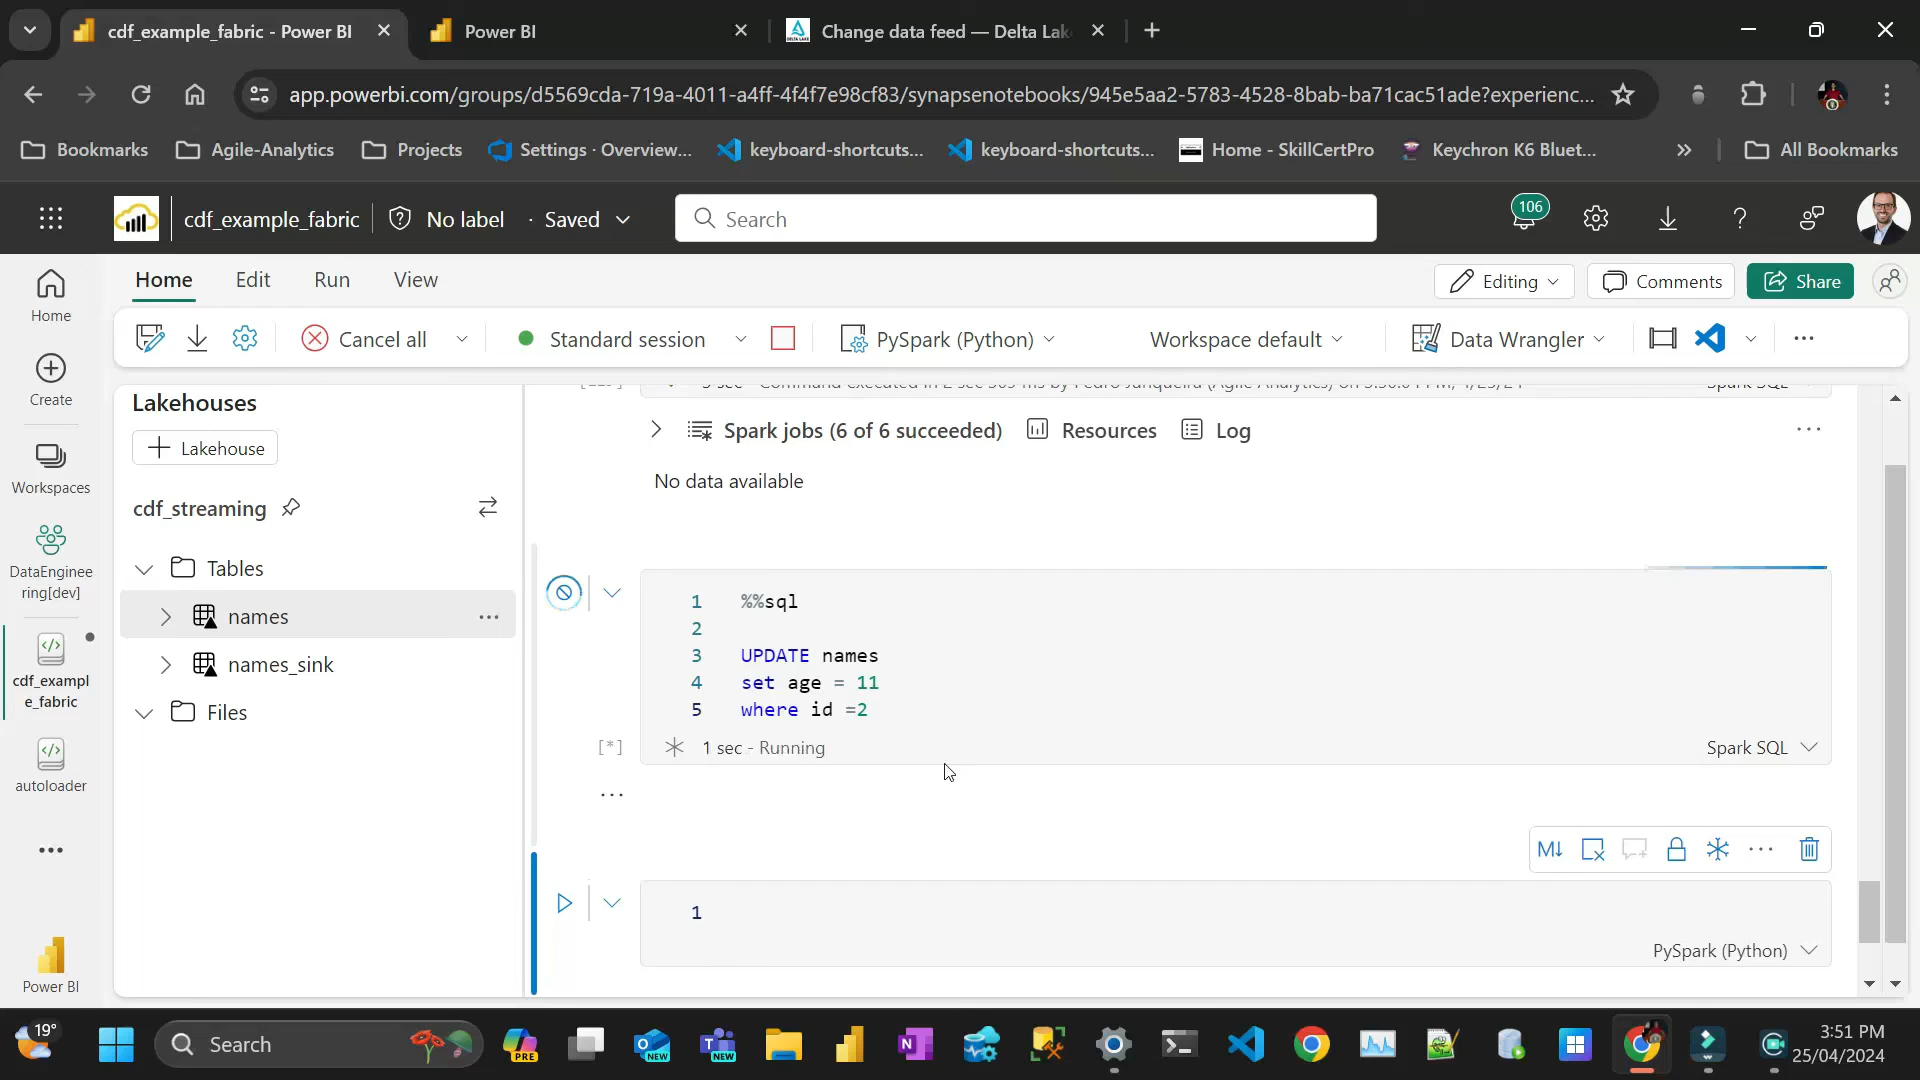 cdf_example_fabric - Power BI
Power BI
Change data feed — Delta Lak
app.powerbi.com/groups/d5569cda-719a-4011-a4ff-4f4f7e98cf83/synapsenotebooks/945e5aa2-5783-4528-8bab-ba71cac51ade?experienc...
Bookmarks
Agile-Analytics
Projects
Settings · Overview...
keyboard-shortcuts...
keyboard-shortcuts...
Home - SkillCertPro
Keychron K6 Bluet...
All Bookmarks
cdf_example_fabric
No label
· Saved
Search
106
Home
Edit
Run
View
Editing
Comments
Share
Cancel all
Standard session
PySpark (Python)
Workspace default
Data Wrangler
Home
Create
Workspaces
DataEnginee
ring[dev]
cdf_exampl
e_fabric
autoloader
Power BI
Lakehouses
Lakehouse
cdf_streaming
Tables
names
names_sink
Files
Spark jobs (6 of 6 succeeded)
Resources
Log
No data available
1 %%sql
2
3 UPDATE names
4 set age = 11
5 where id =2
[*]
1 sec - Running
Spark SQL
M↓
1
PySpark (Python)
19°
Search
PRE
NEW
NEW
3:51 PM
25/04/2024